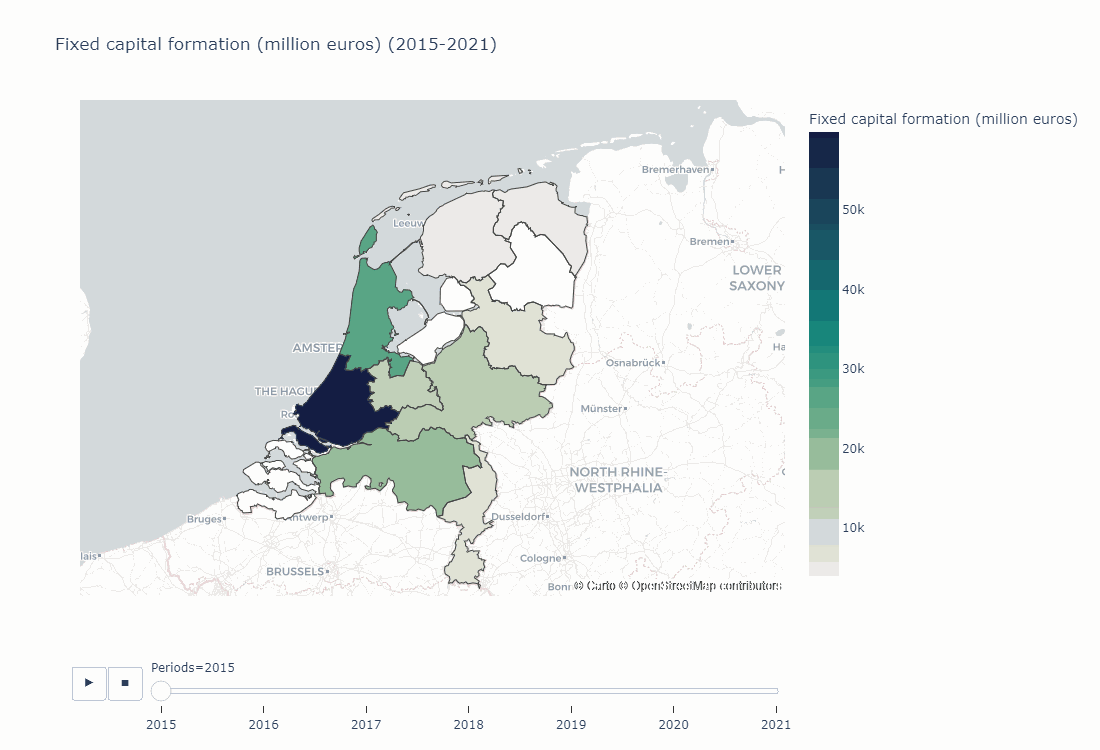 Fixed capital formation (million euros) (2015-2021)
Fixed capital formation (million euros)
50k
40k
30k
20k
10k
Bremerhaven
H
Leeuw
Bremen
LOWER
SAXONY
AMSTER
Ha
Osnabrück
THE HAGU
Ro
Münster
NORTH RHINE-
WESTPHALIA
Bruges
ntwerp
Dusseldorf
lais
Cologne
BRUSSELS
Bonn
© Carto © OpenStreetMap contributors
Periods=2015
2015 2016 2017 2018 2019 2020 2021